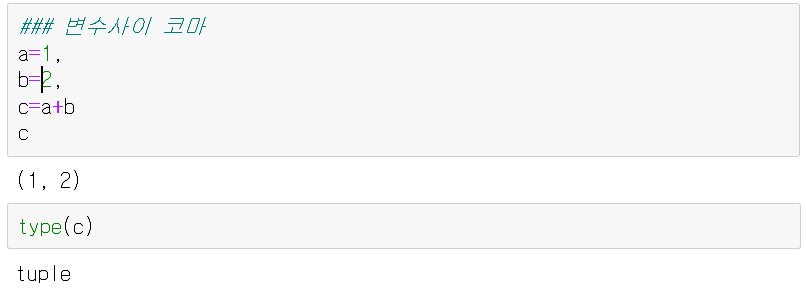 ### 변수사이 코마
a=1,
b=2,
c=a+b
c
(1, 2)
type(c)
tuple